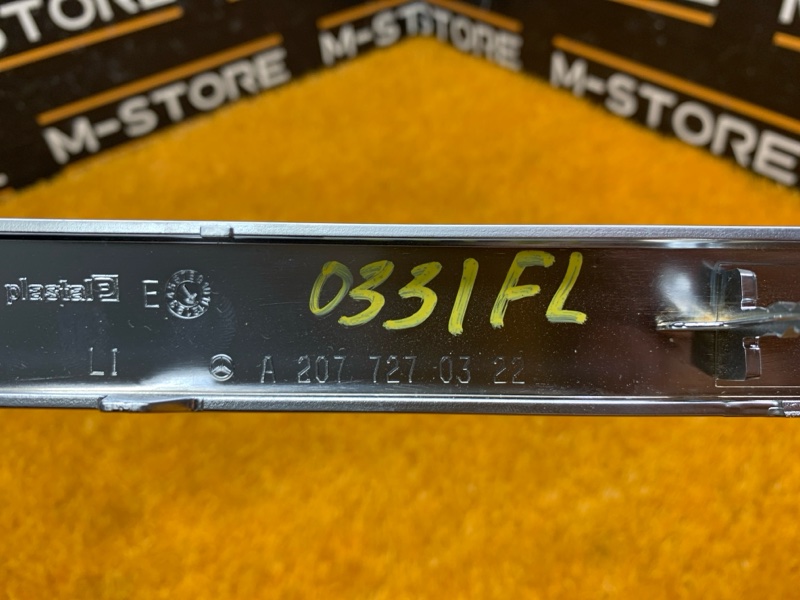 STORE
M-STORE
M-STORE
M-STORE
plastal E
0331FL
LI A 207 727 03 22